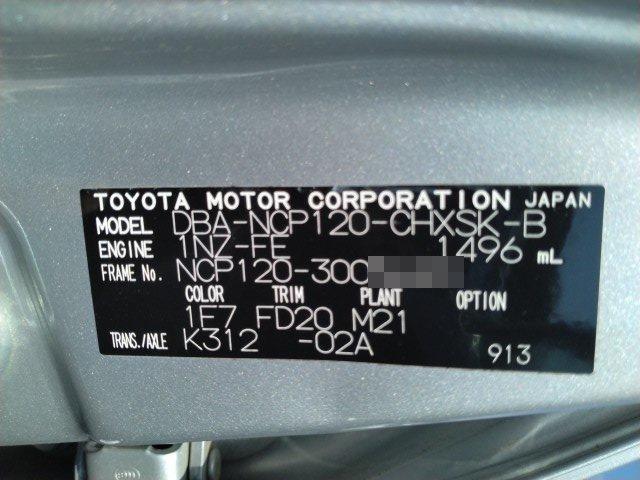 TOYOTA MOTOR CORPORATION JAPAN
MODEL DBA-NCP120-CHXSK-B
ENGINE 1NZ-FE 1496 mL
FRAME No. NCP120-300
COLOR TRIM PLANT OPTION
1F7 FD20 M21
TRANS./AXLE K312 -02A
913